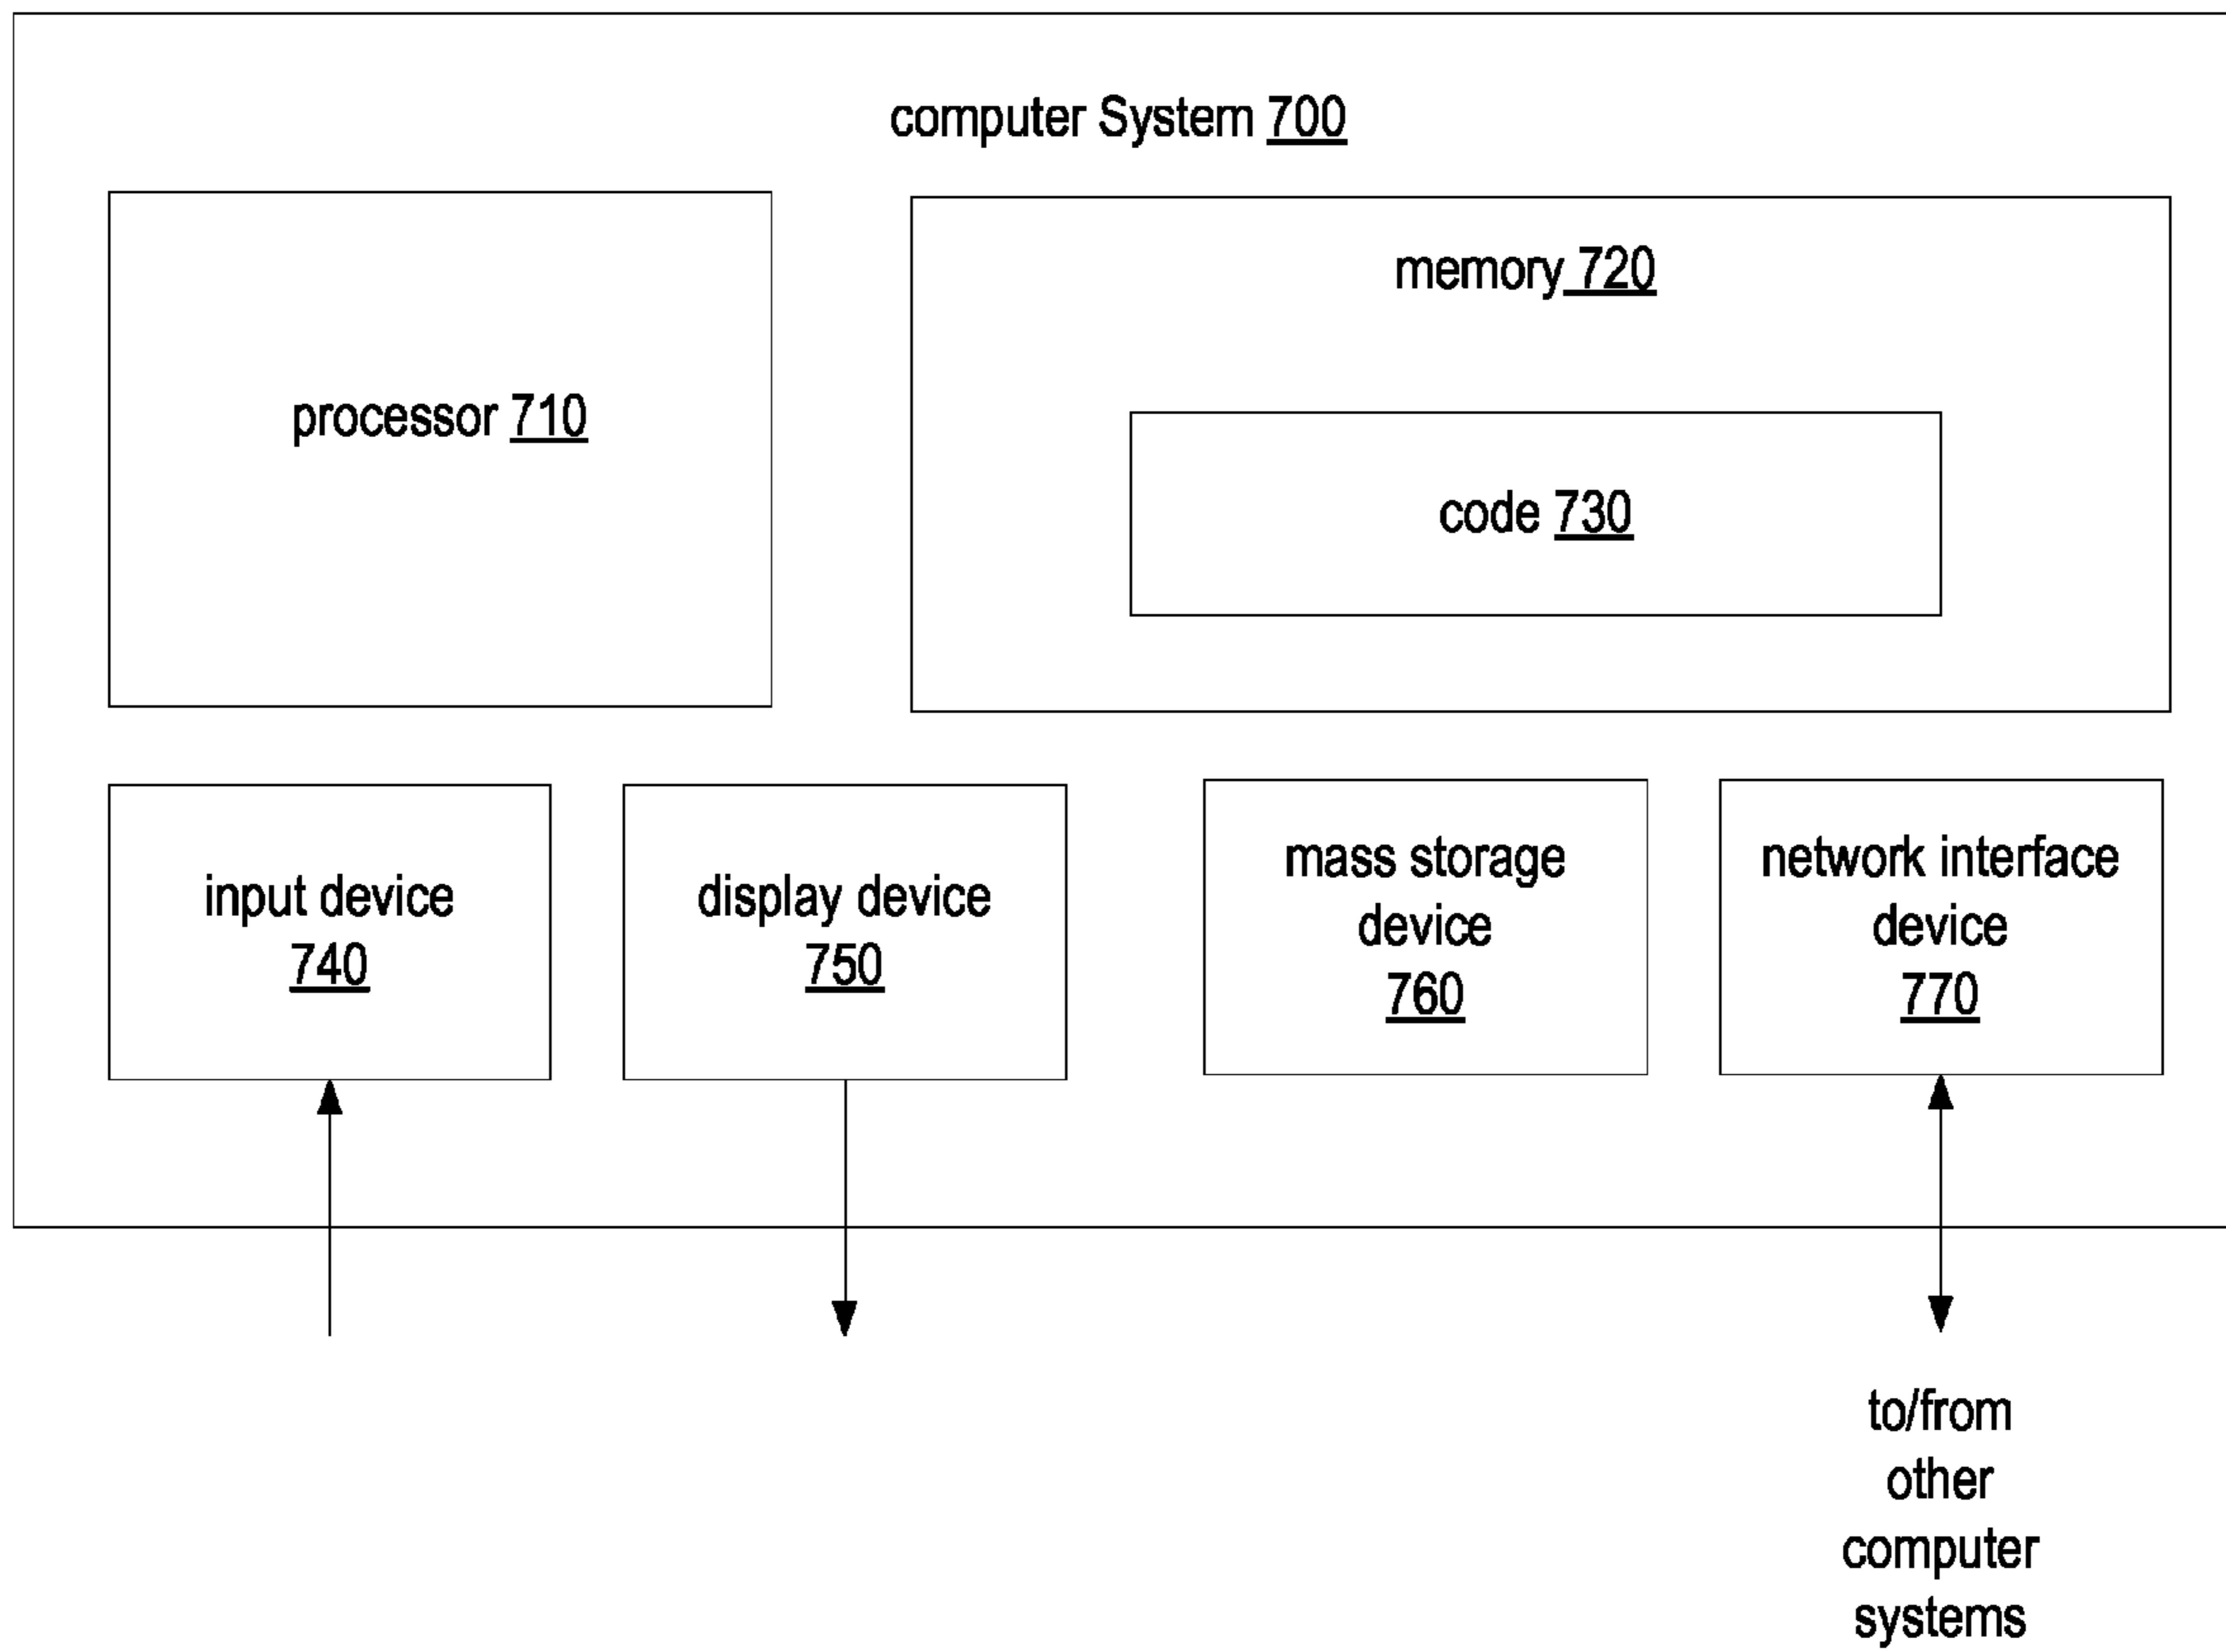 computer System 700
processor 710
memory 720
code 730
input device
740
display device
750
mass storage
device
760
network interface
device
770
to/from
other
computer
systems